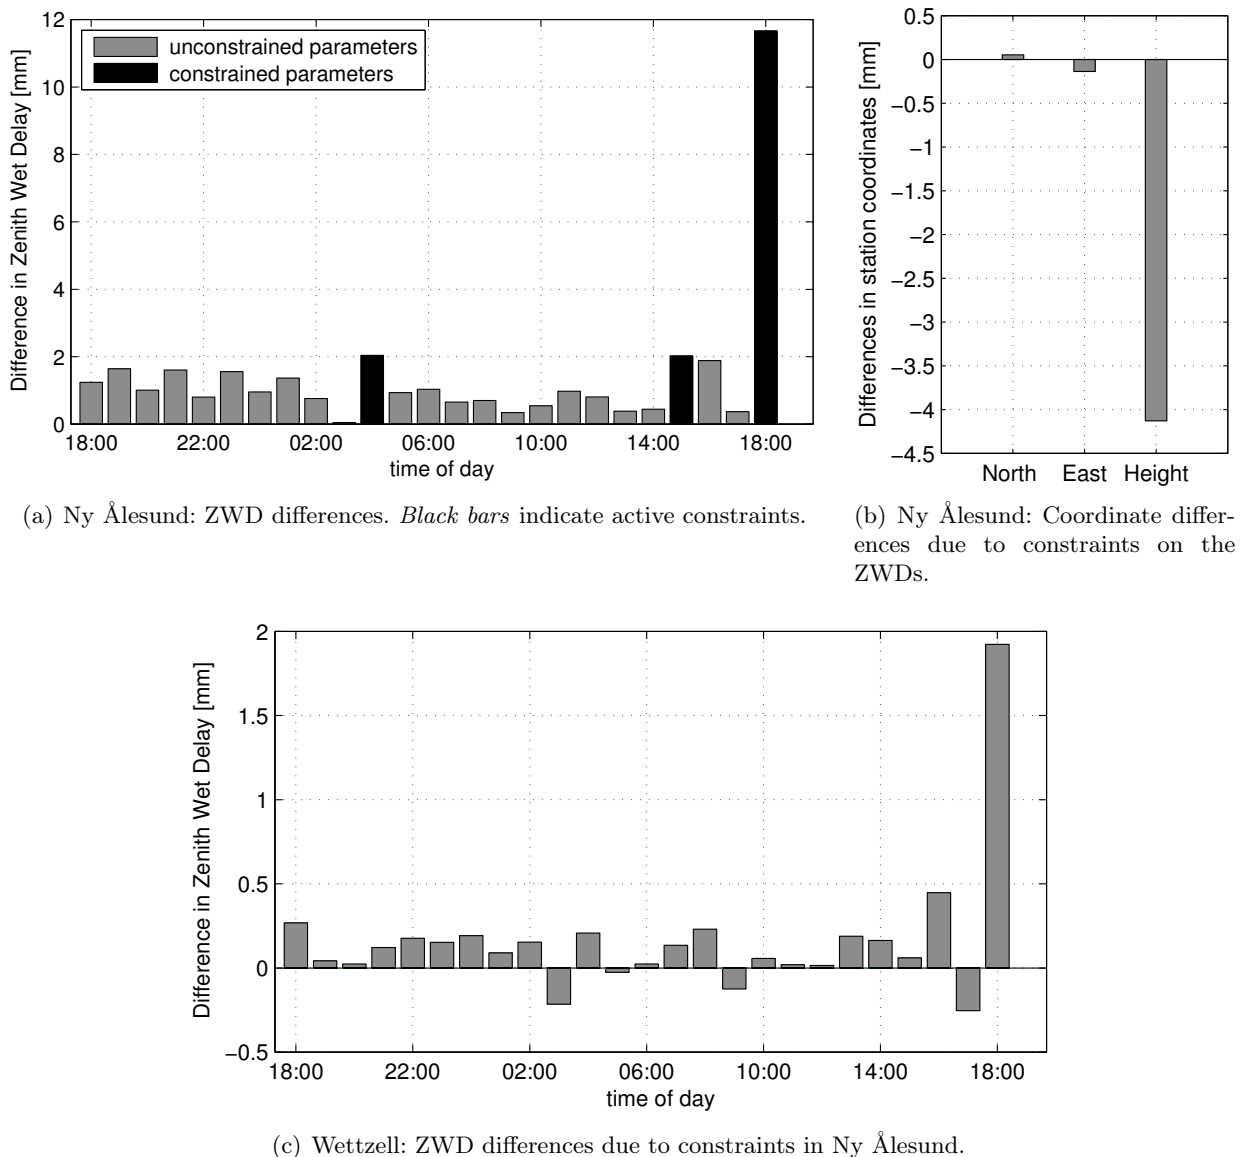 Difference in Zenith Wet Delay [mm]
12
10
8
6
4
2
0
unconstrained parameters
constrained parameters
18:00 22:00 02:00 06:00 10:00 14:00 18:00
time of day
(a) Ny Ålesund: ZWD differences. Black bars indicate active constraints.
Differences in station coordinates [mm]
0.5
0
−0.5
−1
−1.5
−2
−2.5
−3
−3.5
−4
−4.5
North East Height
(b) Ny Ålesund: Coordinate differ-
ences due to constraints on the
ZWDs.
Difference in Zenith Wet Delay [mm]
2
1.5
1
0.5
0
−0.5
18:00 22:00 02:00 06:00 10:00 14:00 18:00
time of day
(c) Wettzell: ZWD differences due to constraints in Ny Ålesund.